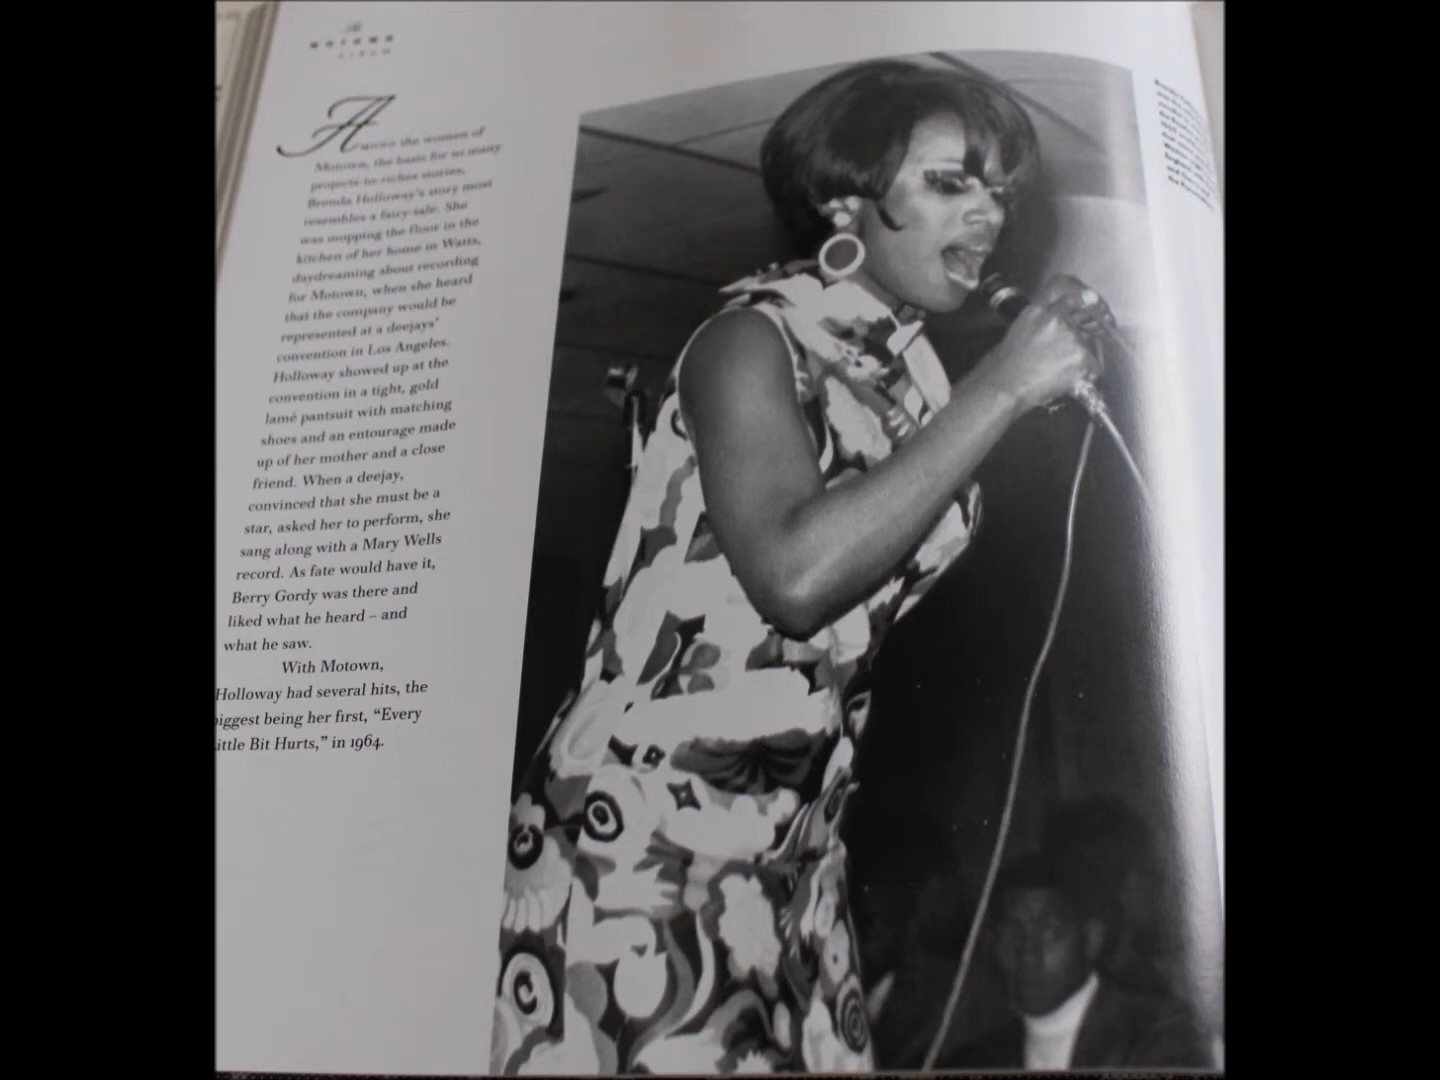 The
MOTOWN
ALBUM
AMONG the women of
Motown, the basis for so many
projects-to-riches stories,
Brenda Holloway's story most
resembles a fairy-tale. She
was mopping the floor in the
kitchen of her home in Watts,
daydreaming about recording
for Motown, when she heard
that the company would be
represented at a deejays'
convention in Los Angeles.
Holloway showed up at the
convention in a tight, gold
lamé pantsuit with matching
shoes and an entourage made
up of her mother and a close
friend. When a deejay,
convinced that she must be a
star, asked her to perform, she
sang along with a Mary Wells
record. As fate would have it,
Berry Gordy was there and
liked what he heard – and
what he saw.
With Motown,
Holloway had several hits, the
iggest being her first, “Every
ittle Bit Hurts,” in 1964.